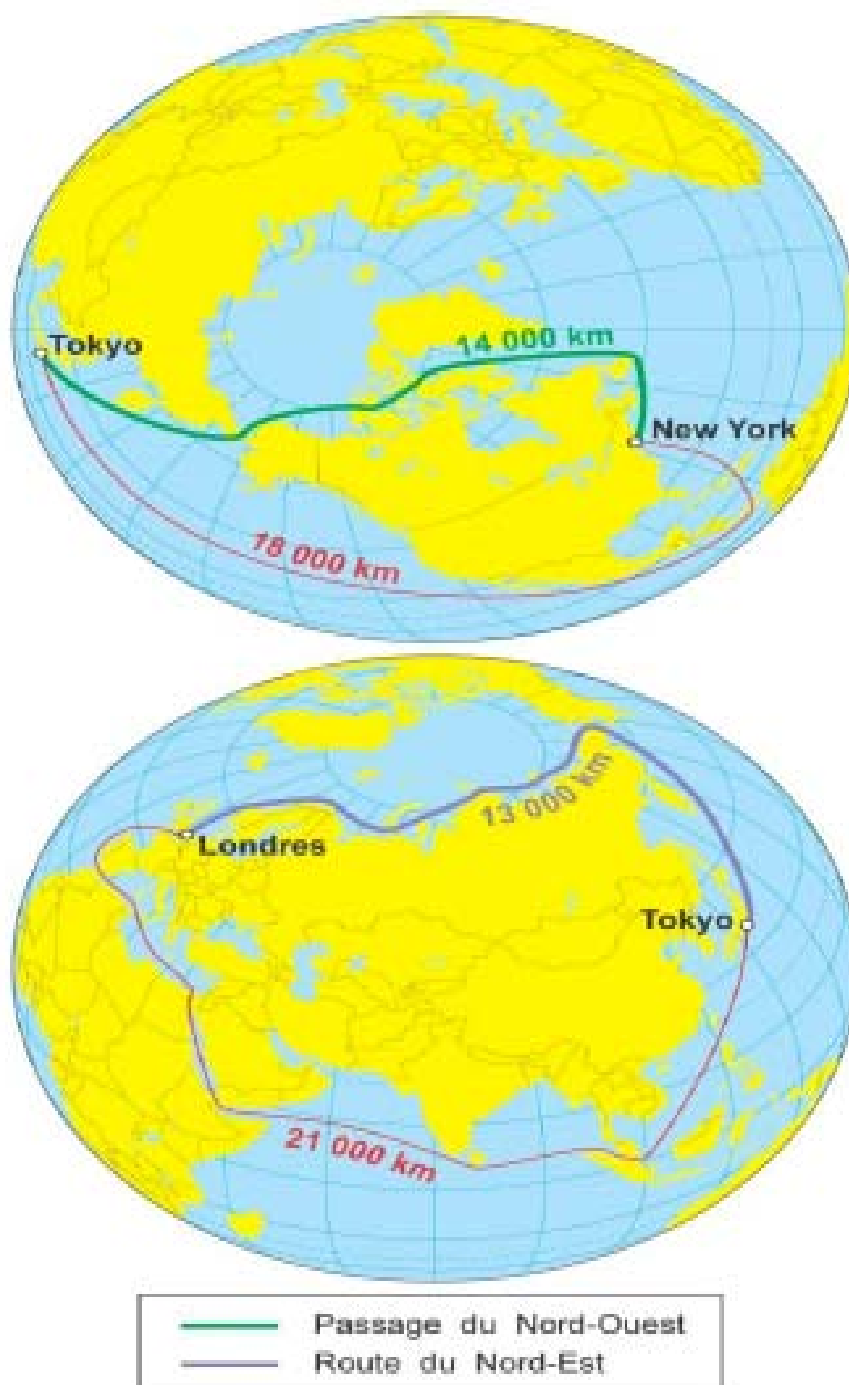 Tokyo
14 000 km
New York
18 000 km
13 000 km
Londres
Tokyo
21 000 km
Passage du Nord-Ouest
Route du Nord-Est